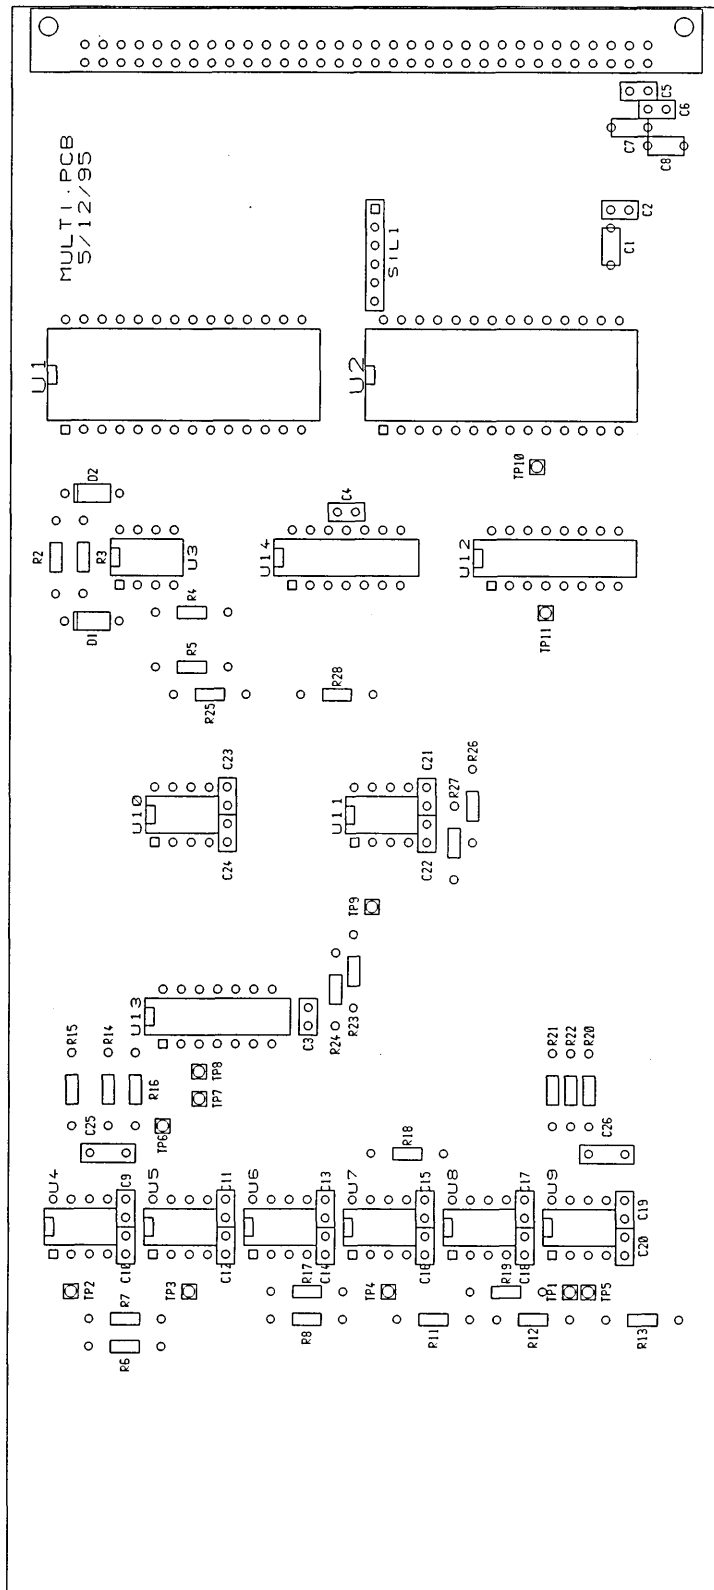 MULTI.PCB
5/12/95
C5
C6
C7
C8
C2
C1
SIL1
U1
U2
TP10
D2
R2
R3
U3
C4
U14
U12
D1
R4
TP11
R5
R25
R28
C23
U10
C24
C21
U11
C22
R27
R26
TP9
U13
C3
R24
R23
R15
R14
R16
TP8
TP7
TP6
R21
R22
R20
C25
R18
C26
U4
C9
C10
U5
C11
C12
U6
C13
C14
U7
C15
C16
U8
C17
C18
U9
C19
C20
TP2
R7
R6
TP3
R17
R8
TP4
R11
R19
R12
TP1
TP5
R13